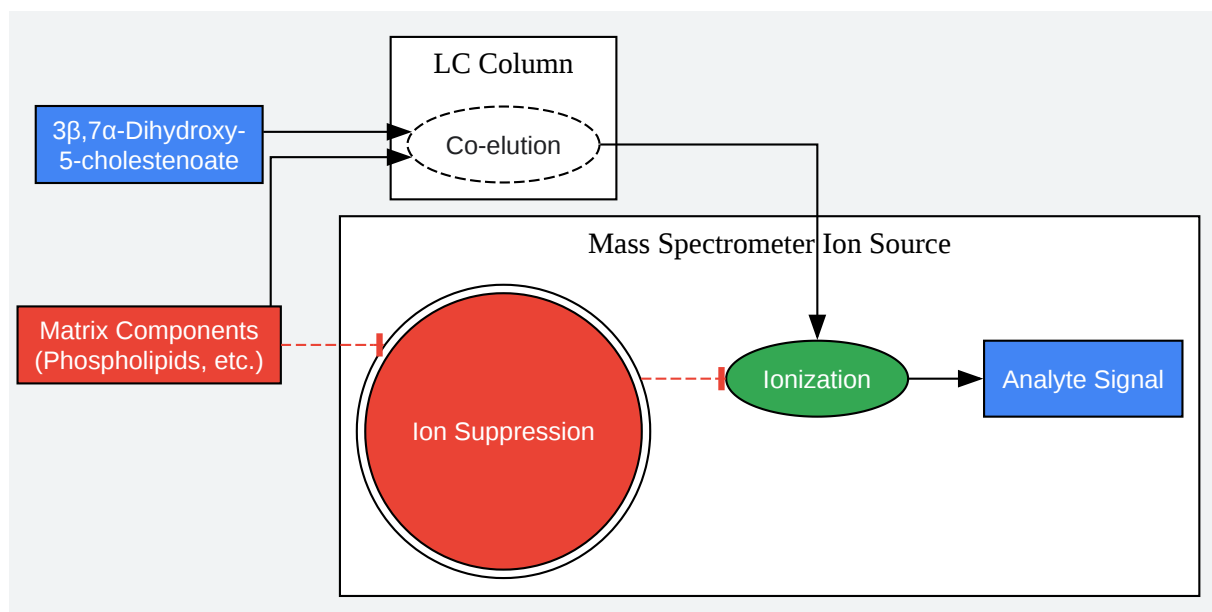 LC Column
3β,7α-Dihydroxy-
5-cholestenoate
Co-elution
Mass Spectrometer Ion Source
Matrix Components
(Phospholipids, etc.)
Ion Suppression
Ionization
Analyte Signal